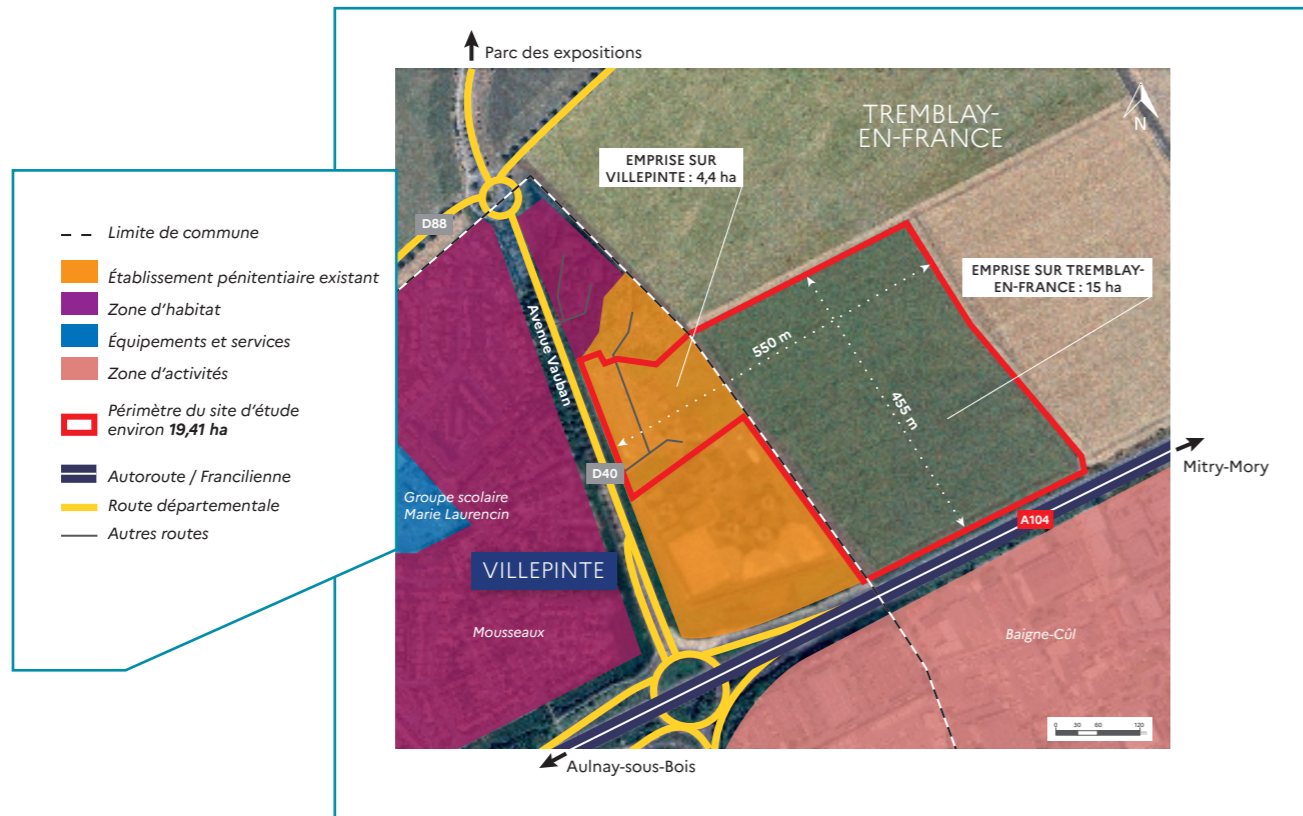 Parc des expositions
TREMBLAY-
EN-FRANCE
N
EMPRISE SUR
VILLEPINTE : 4,4 ha
D88
EMPRISE SUR TREMBLAY-
EN-FRANCE : 15 ha
Limite de commune
Établissement pénitentiaire existant
Zone d'habitat
Équipements et services
Zone d'activités
Périmètre du site d'étude
environ 19,41 ha
Autoroute / Francilienne
Route départementale
Autres routes
Avenue Vauban
550 m
455 m
D40
Mitry-Mory
Groupe scolaire
Marie Laurencin
A104
VILLEPINTE
Mousseaux
Baigne-Cûl
0 30 60 120
m
Aulnay-sous-Bois